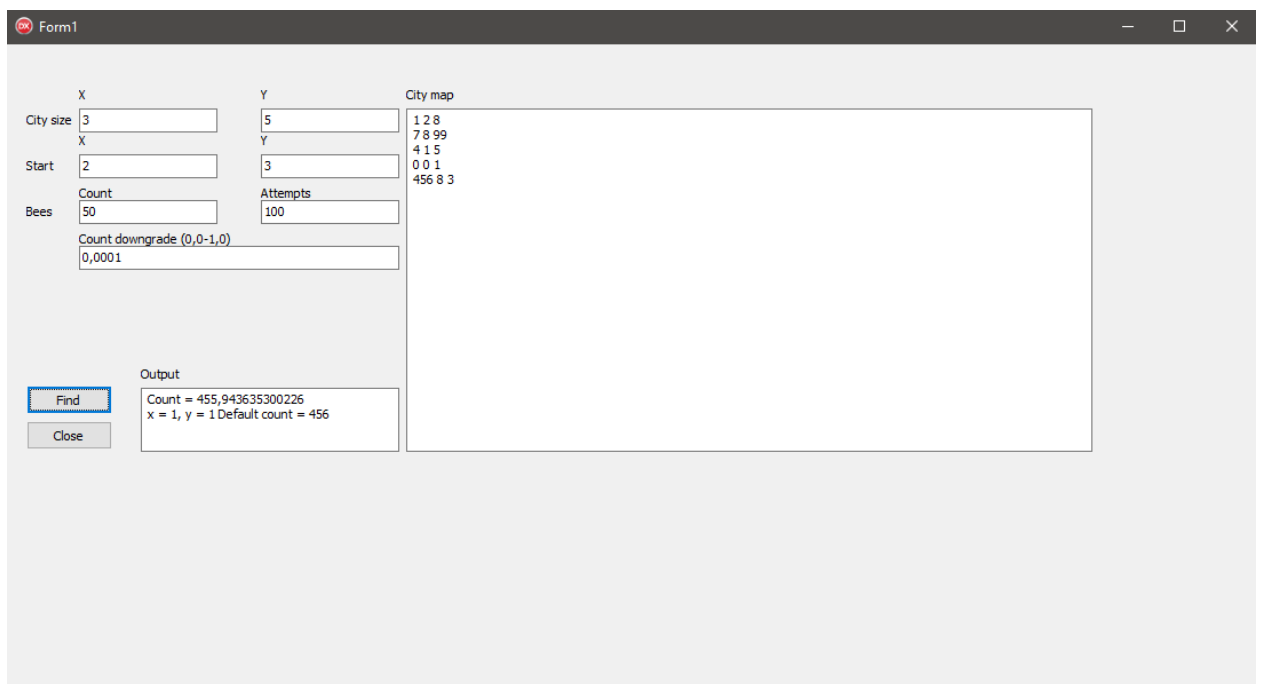 Form1
X Y City map
City size 3 5
X Y
Start 2 3
Count Attempts
Bees 50 100
Count downgrade (0,0-1,0)
0,0001
1 2 8
7 8 99
4 1 5
0 0 1
456 8 3
Output
Find
Close
Count = 455,943635300226
x = 1, y = 1 Default count = 456